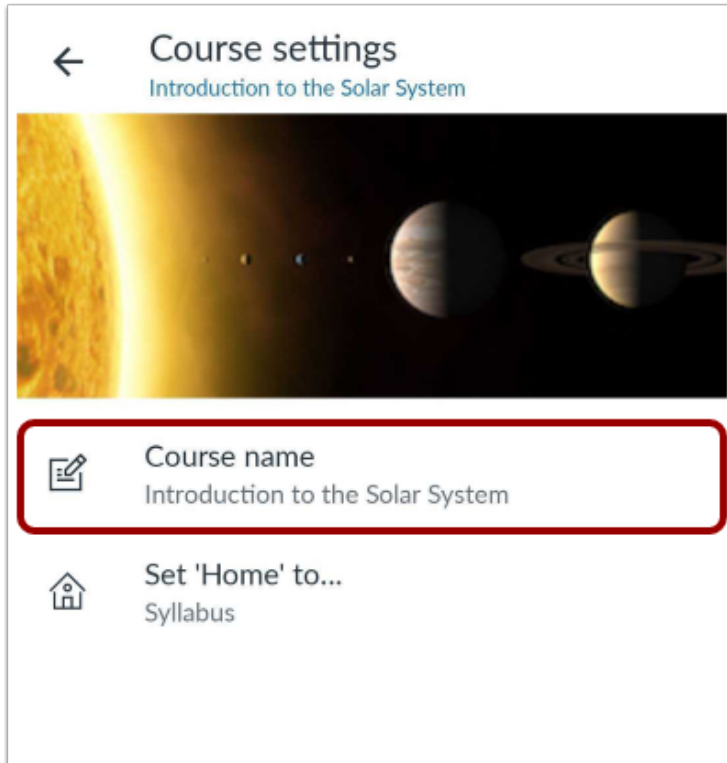 Course settings
Introduction to the Solar System
Course name
Introduction to the Solar System
Set 'Home' to...
Syllabus